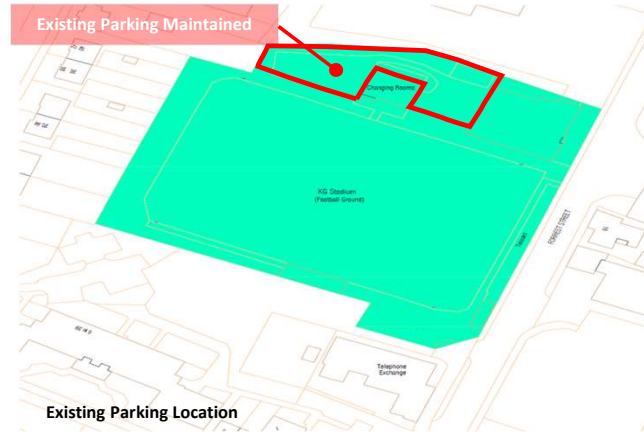 Existing Parking Maintained
Changing Rooms
KG Stadium
(Football Ground)
FORREST STREET
Telephone
Exchange
Existing Parking Location